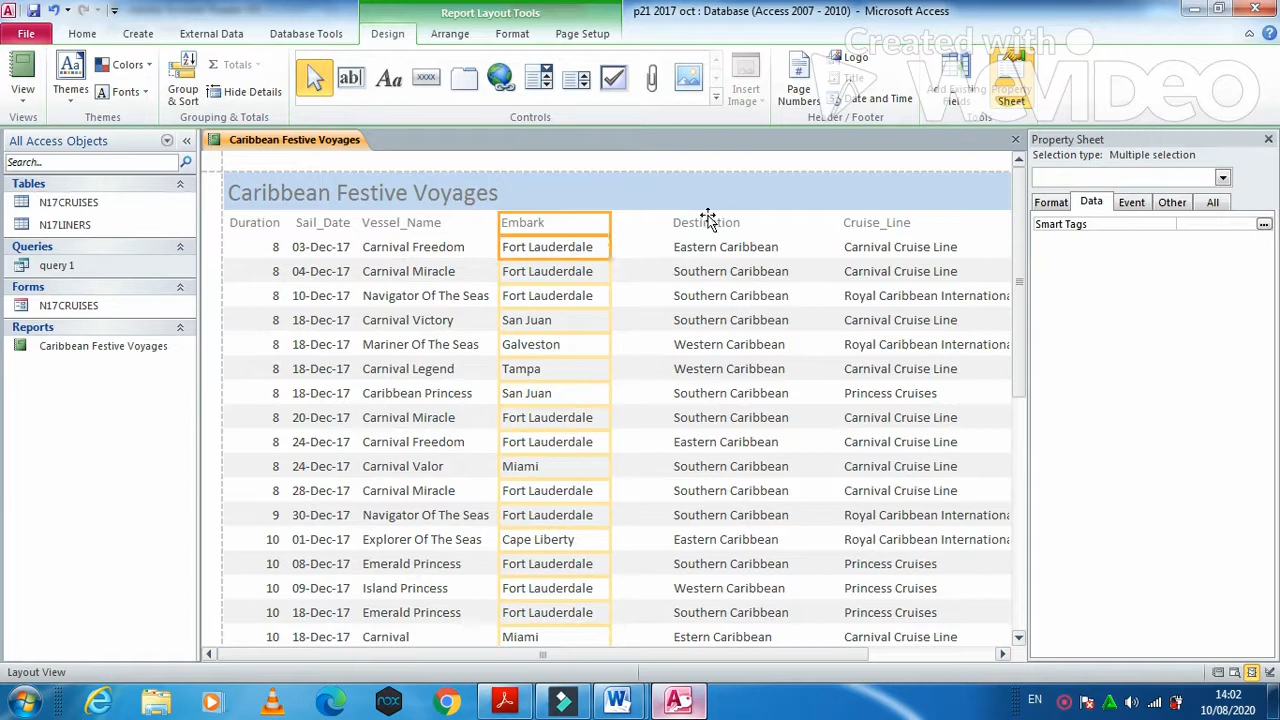 p21 2017 oct : Database (Access 2007 - 2010) - Microsoft Access
Report Layout Tools
File Home Create External Data Database Tools Design Arrange Format Page Setup
Created with
VIVAVIDEO
View
Views
Themes
Colors
Fonts
Themes
Group & Sort
Totals
Hide Details
Grouping & Totals
Controls
Insert Image
Page Numbers
Logo
Title
Date and Time
Header / Footer
Add Existing Fields
Property Sheet
Tools
All Access Objects
Search...
Tables
N17CRUISES
N17LINERS
Queries
query 1
Forms
N17CRUISES
Reports
Caribbean Festive Voyages
Caribbean Festive Voyages
Caribbean Festive Voyages
Duration Sail_Date Vessel_Name Embark Destination Cruise_Line
8 03-Dec-17 Carnival Freedom Fort Lauderdale Eastern Caribbean Carnival Cruise Line
8 04-Dec-17 Carnival Miracle Fort Lauderdale Southern Caribbean Carnival Cruise Line
8 10-Dec-17 Navigator Of The Seas Fort Lauderdale Southern Caribbean Royal Caribbean Internationa
8 18-Dec-17 Carnival Victory San Juan Southern Caribbean Carnival Cruise Line
8 18-Dec-17 Mariner Of The Seas Galveston Western Caribbean Royal Caribbean Internationa
8 18-Dec-17 Carnival Legend Tampa Western Caribbean Carnival Cruise Line
8 18-Dec-17 Caribbean Princess San Juan Southern Caribbean Princess Cruises
8 20-Dec-17 Carnival Miracle Fort Lauderdale Southern Caribbean Carnival Cruise Line
8 24-Dec-17 Carnival Freedom Fort Lauderdale Eastern Caribbean Carnival Cruise Line
8 24-Dec-17 Carnival Valor Miami Southern Caribbean Carnival Cruise Line
8 28-Dec-17 Carnival Miracle Fort Lauderdale Southern Caribbean Carnival Cruise Line
9 30-Dec-17 Navigator Of The Seas Fort Lauderdale Southern Caribbean Royal Caribbean Internationa
10 01-Dec-17 Explorer Of The Seas Cape Liberty Eastern Caribbean Royal Caribbean Internationa
10 08-Dec-17 Emerald Princess Fort Lauderdale Southern Caribbean Princess Cruises
10 09-Dec-17 Island Princess Fort Lauderdale Western Caribbean Princess Cruises
10 18-Dec-17 Emerald Princess Fort Lauderdale Southern Caribbean Princess Cruises
10 18-Dec-17 Carnival Miami Estern Caribbean Carnival Cruise Line
Property Sheet
Selection type: Multiple selection
Format Data Event Other All
Smart Tags
Layout View
EN
14:02
10/08/2020